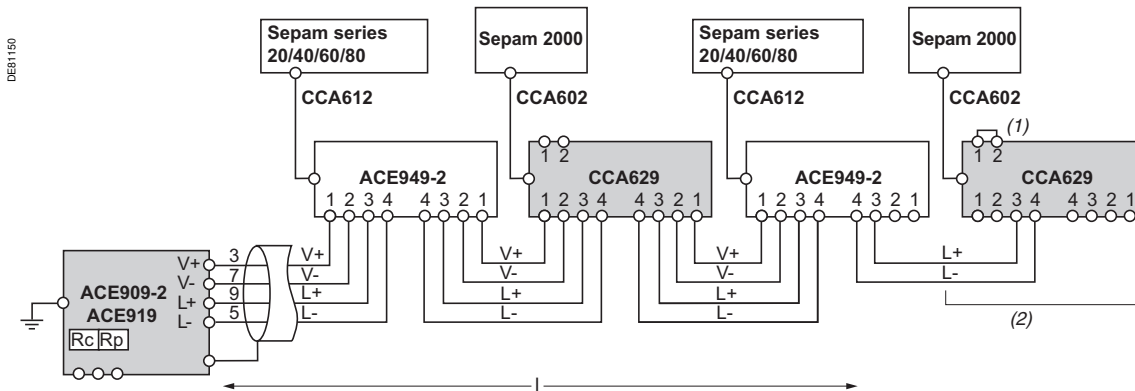 DE81150
Sepam series
20/40/60/80
Sepam 2000
Sepam series
20/40/60/80
Sepam 2000
CCA612
CCA602
CCA612
CCA602
(1)
1 2
1 2
ACE949-2
CCA629
ACE949-2
CCA629
1 2 3 4 4 3 2 1
1 2 3 4 4 3 2 1
1 2 3 4 4 3 2 1
1 2 3 4 4 3 2 1
V+ 3 V+ V+ V+ L+
V- 7 V- V- V- L-
L+ 9 L+ L+ L+
L- 5 L- L- L-
ACE909-2
ACE919
Rc Rp
(2)
L